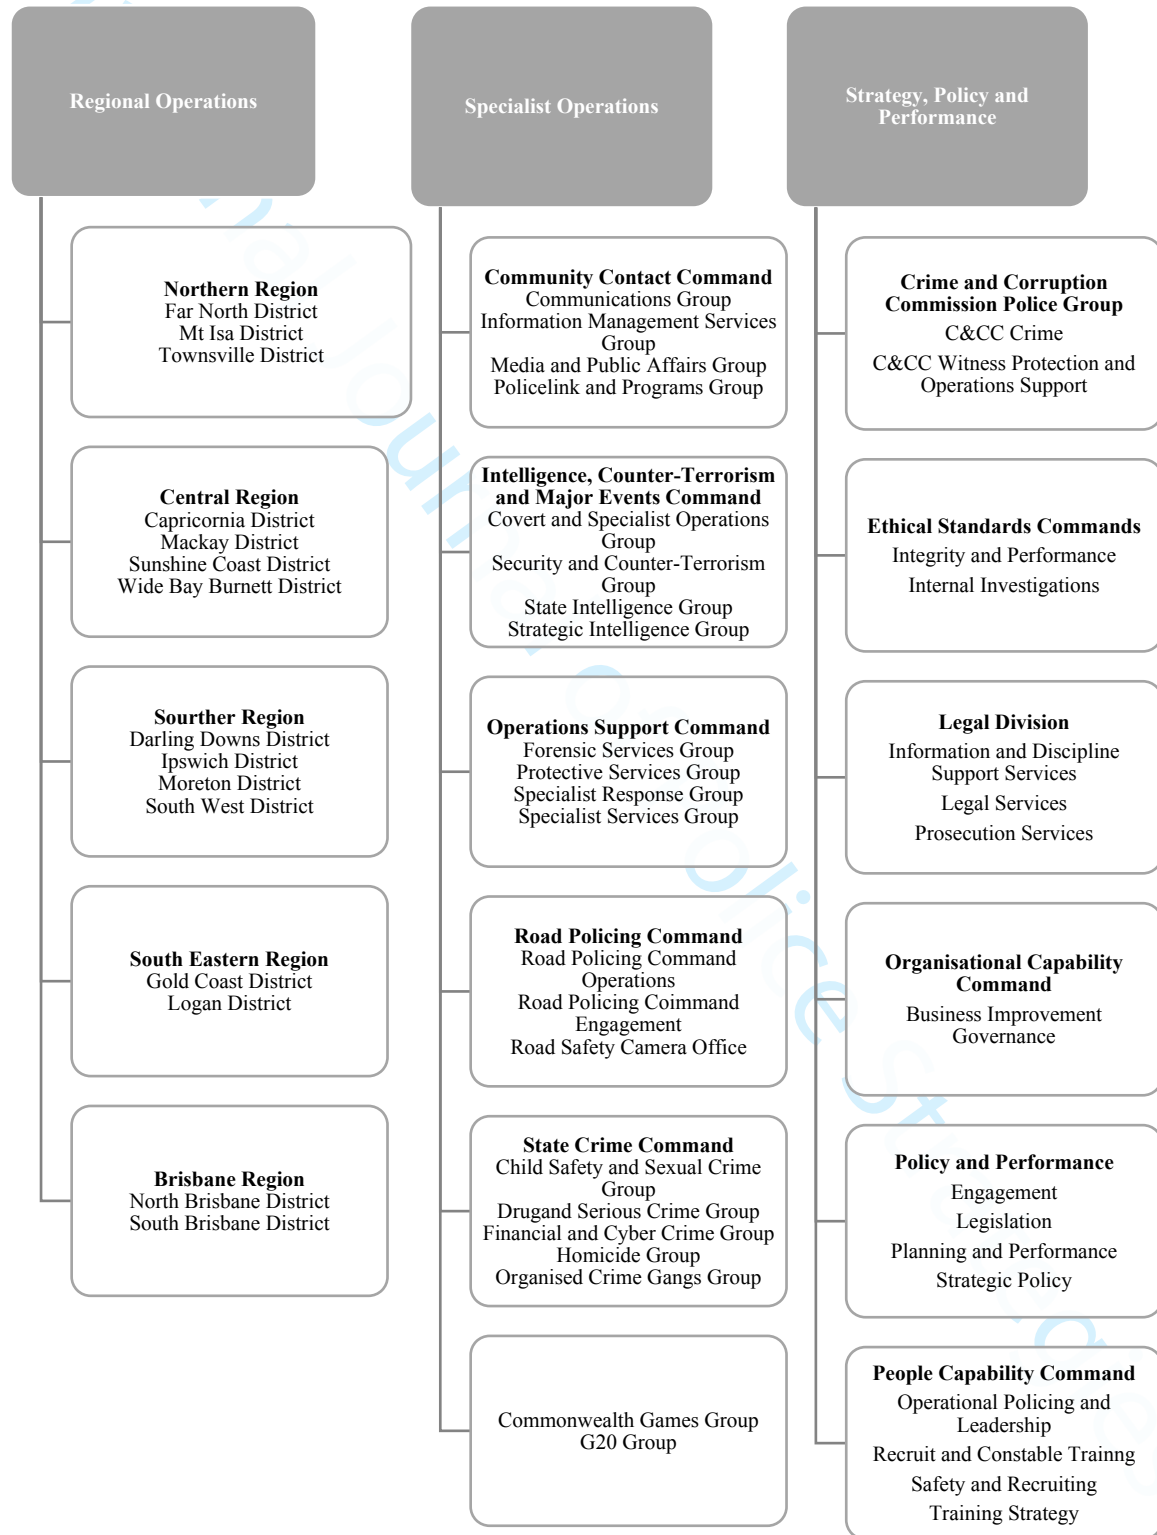 Regional Operations
Northern Region
Far North District
Mt Isa District
Townsville District
Central Region
Capricornia District
Mackay District
Sunshine Coast District
Wide Bay Burnett District
Sourther Region
Darling Downs District
Ipswich District
Moreton District
South West District
South Eastern Region
Gold Coast District
Logan District
Brisbane Region
North Brisbane District
South Brisbane District
Specialist Operations
Community Contact Command
Communications Group
Information Management Services
Group
Media and Public Affairs Group
Policelink and Programs Group
Intelligence, Counter-Terrorism
and Major Events Command
Covert and Specialist Operations
Group
Security and Counter-Terrorism
Group
State Intelligence Group
Strategic Intelligence Group
Operations Support Command
Forensic Services Group
Protective Services Group
Specialist Response Group
Specialist Services Group
Road Policing Command
Road Policing Command
Operations
Road Policing Coimmand
Engagement
Road Safety Camera Office
State Crime Command
Child Safety and Sexual Crime
Group
Drugand Serious Crime Group
Financial and Cyber Crime Group
Homicide Group
Organised Crime Gangs Group
Commonwealth Games Group
G20 Group
Strategy, Policy and
Performance
Crime and Corruption
Commission Police Group
C&CC Crime
C&CC Witness Protection and
Operations Support
Ethical Standards Commands
Integrity and Performance
Internal Investigations
Legal Division
Information and Discipline
Support Services
Legal Services
Prosecution Services
Organisational Capability
Command
Business Improvement
Governance
Policy and Performance
Engagement
Legislation
Planning and Performance
Strategic Policy
People Capability Command
Operational Policing and
Leadership
Recruit and Constable Trainng
Safety and Recruiting
Training Strategy